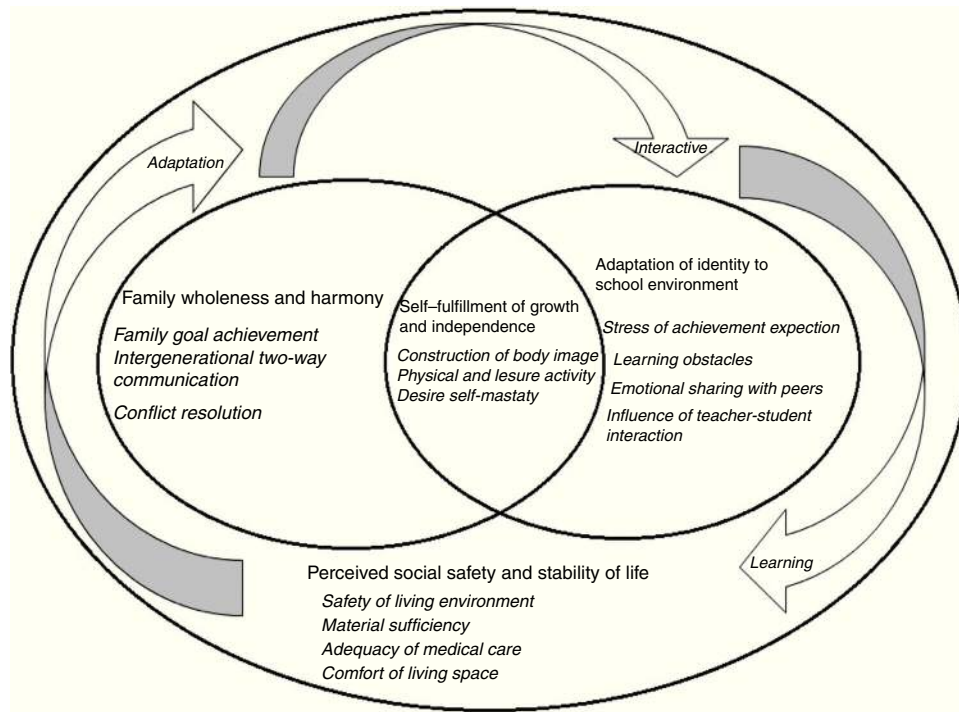 Adaptation
Interactive
Family wholeness and harmony
Family goal achievement
Intergenerational two-way
communication
Conflict resolution
Self–fulfillment of growth
and independence
Construction of body image
Physical and lesure activity
Desire self-mastaty
Adaptation of identity to
school environment
Stress of achievement expection
Learning obstacles
Emotional sharing with peers
Influence of teacher-student
interaction
Learning
Perceived social safety and stability of life
Safety of living environment
Material sufficiency
Adequacy of medical care
Comfort of living space